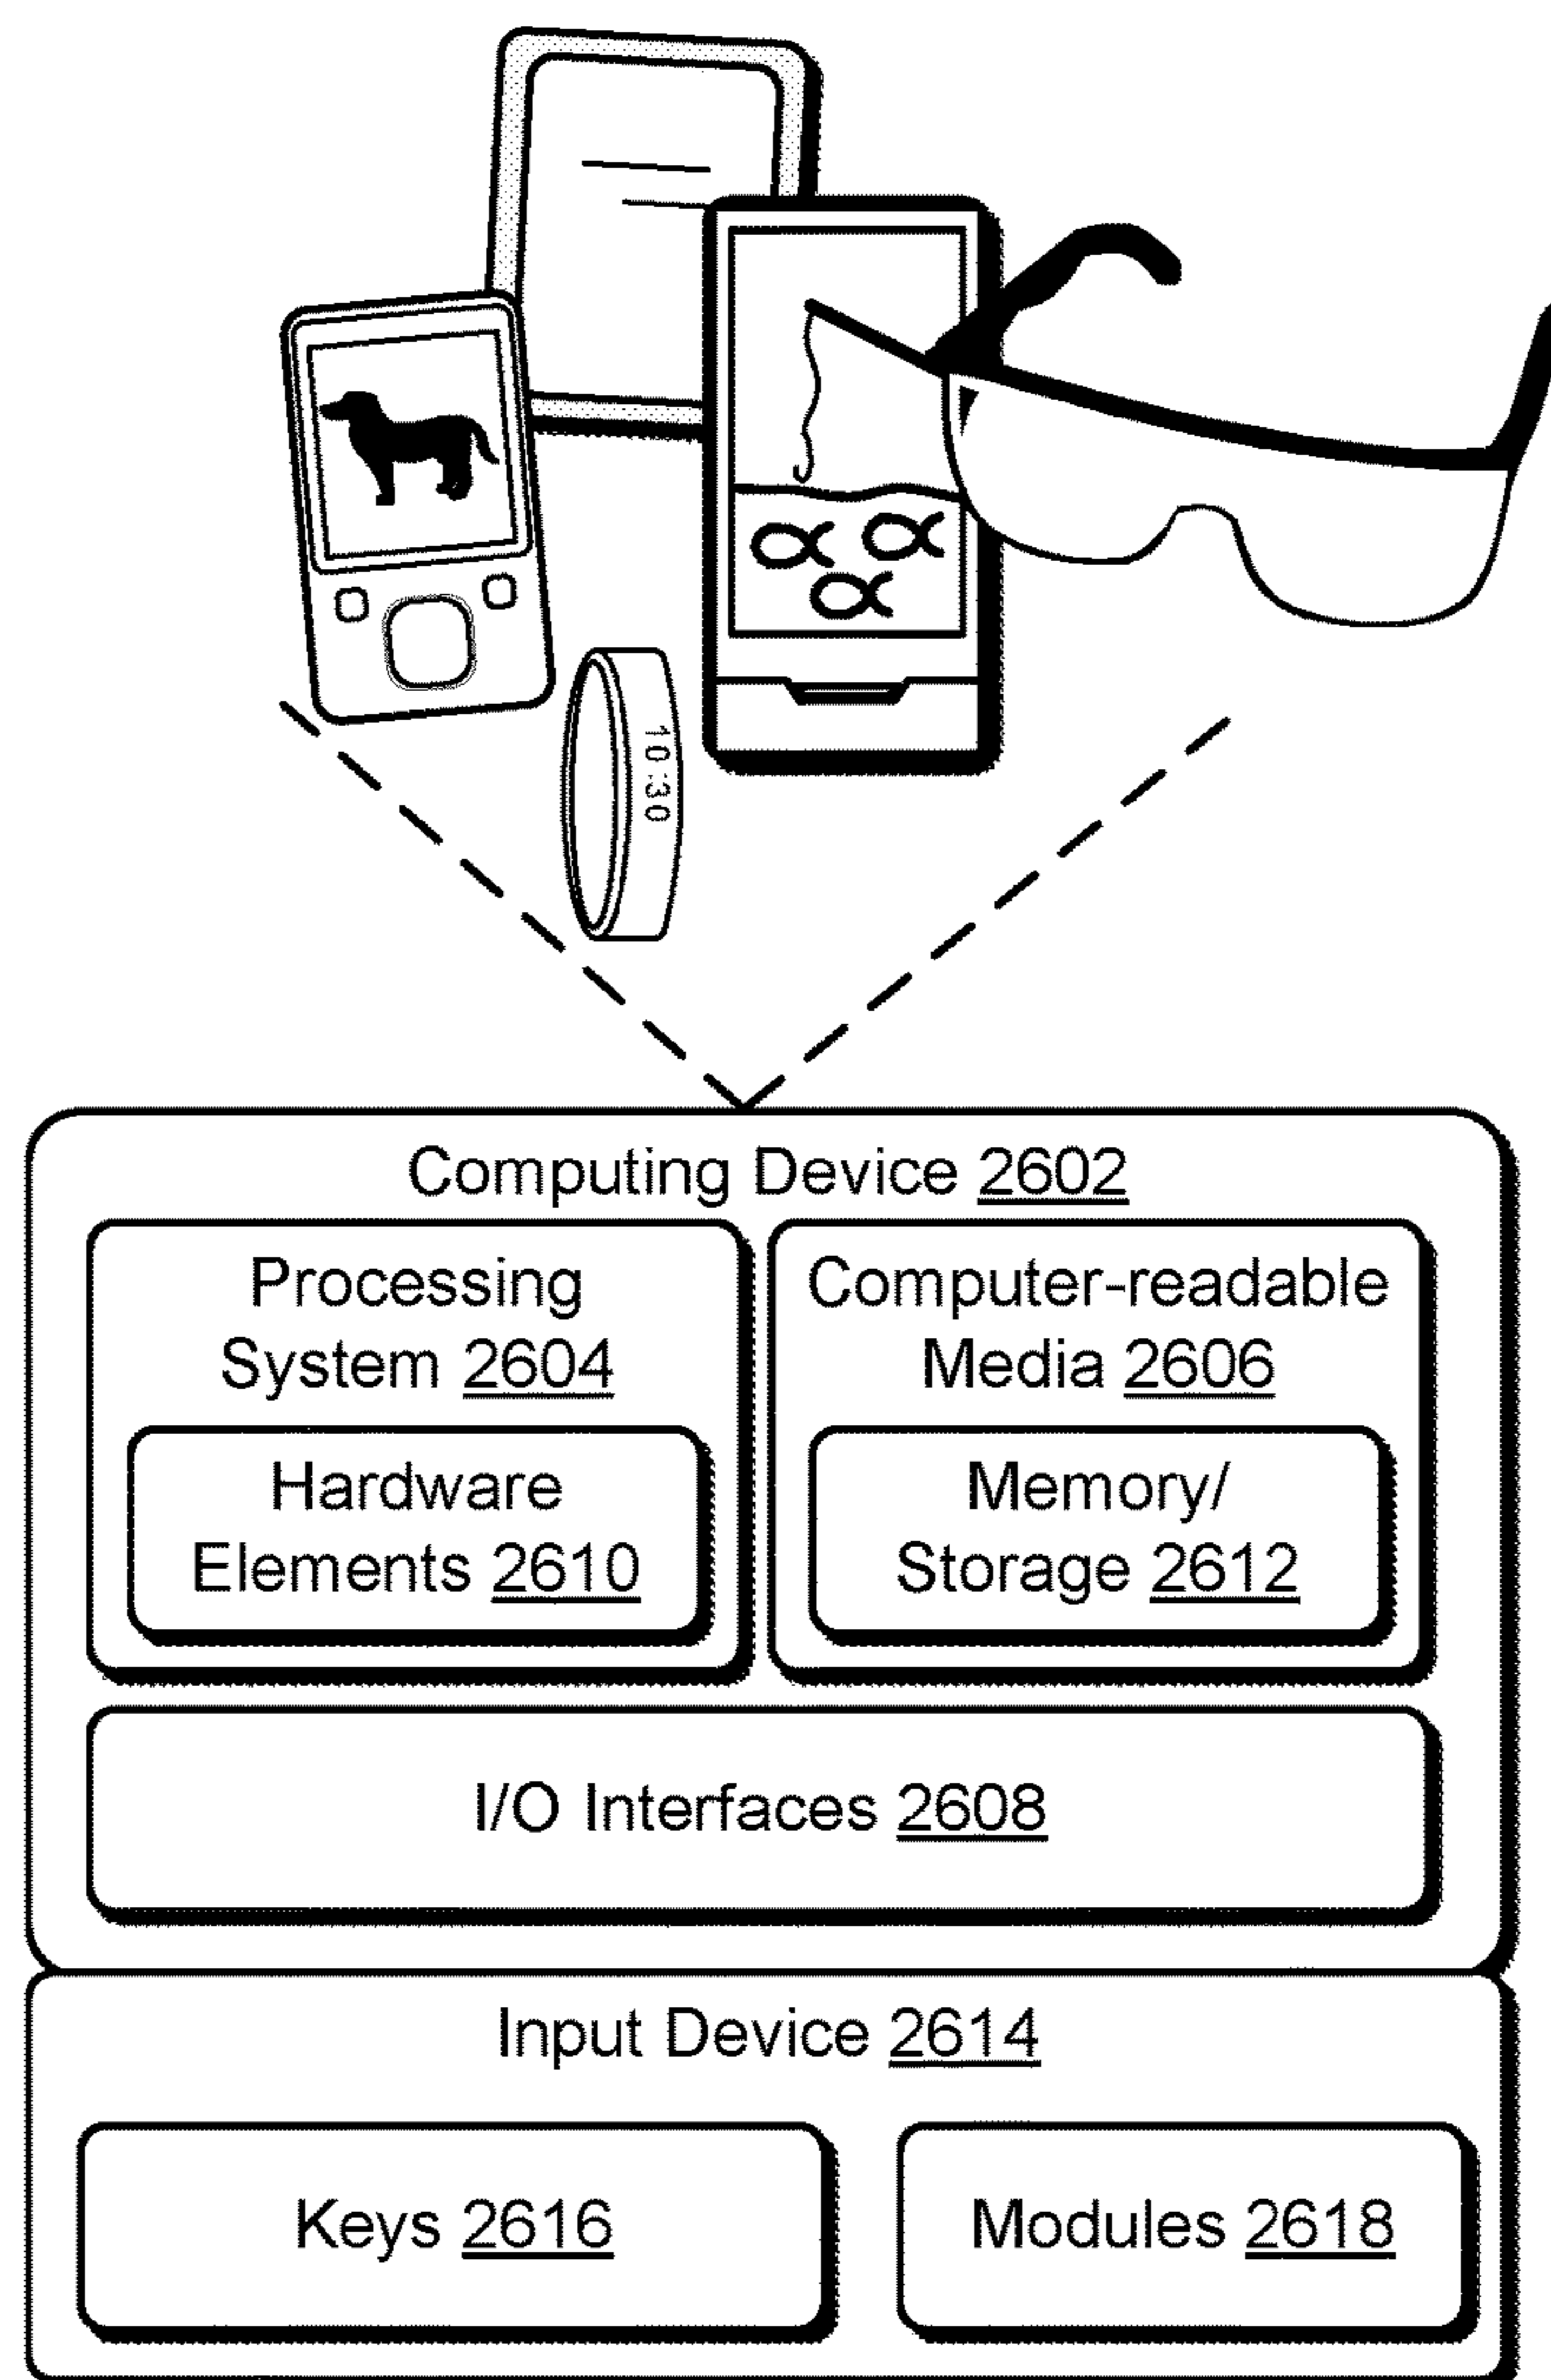 10:30
Computing Device 2602
Processing
System 2604
Hardware
Elements 2610
Computer-readable
Media 2606
Memory/
Storage 2612
I/O Interfaces 2608
Input Device 2614
Keys 2616
Modules 2618